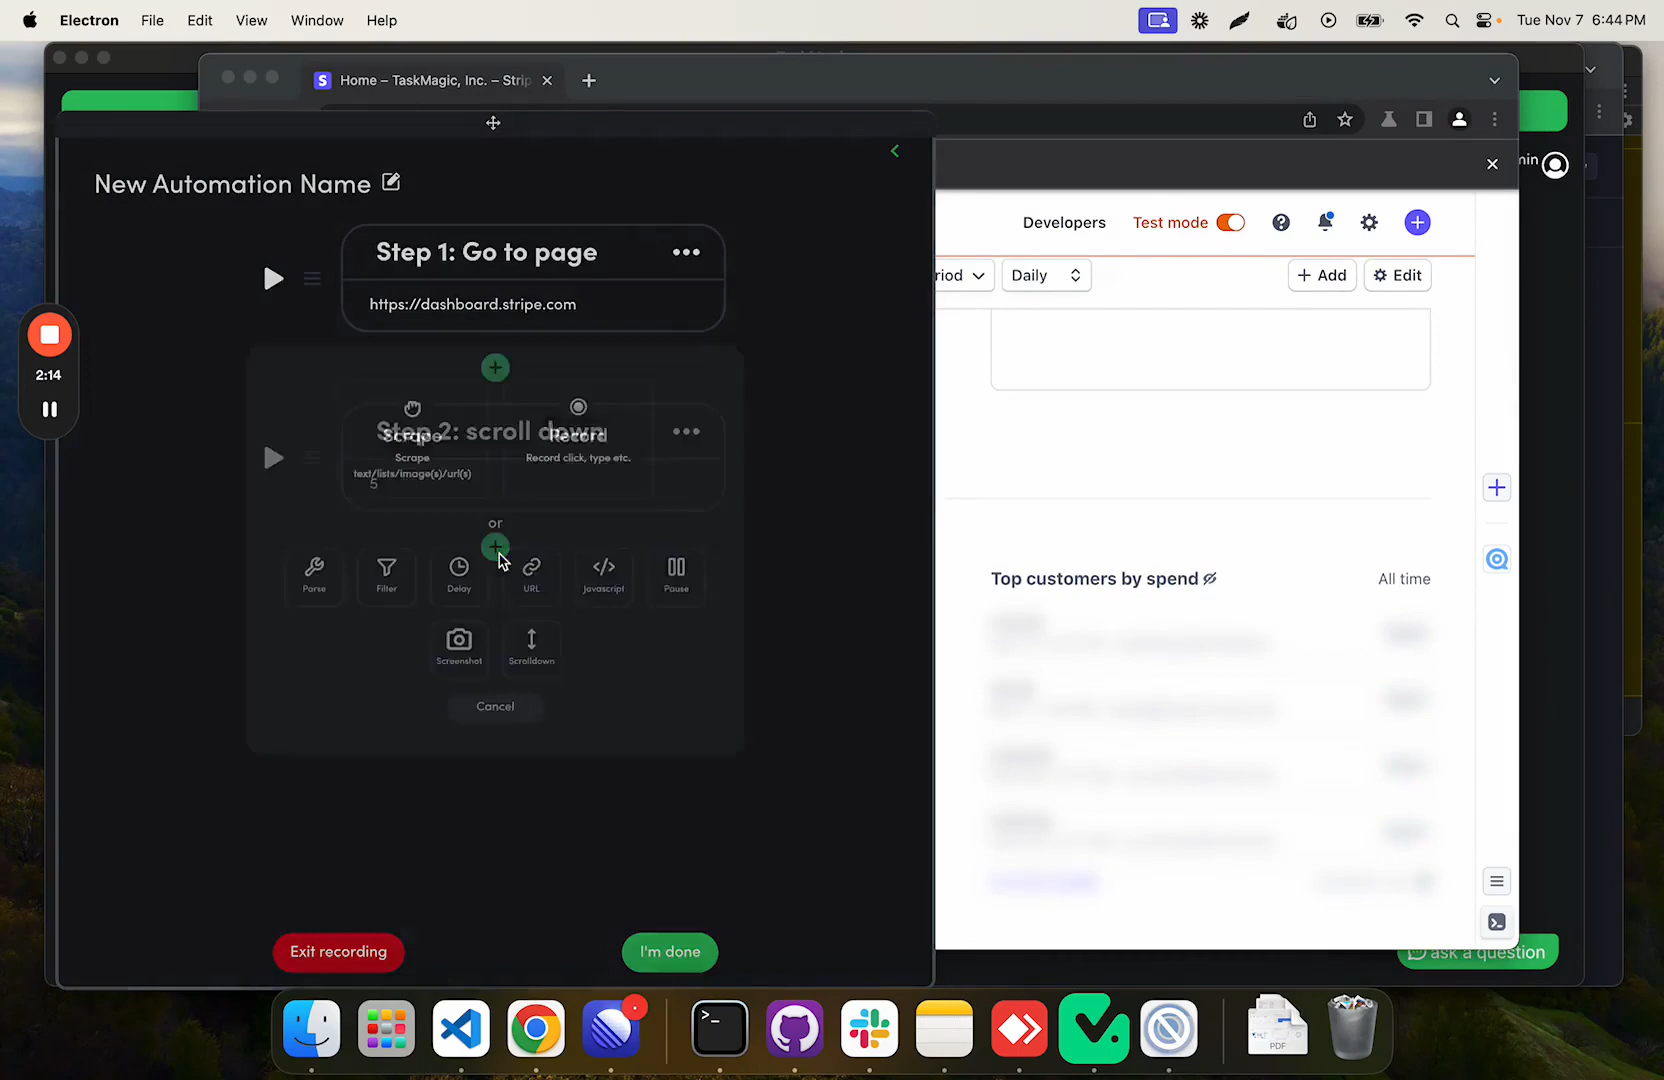 Electron File Edit View Window Help
Tue Nov 7 6:44 PM
Home – TaskMagic, Inc. – Strip
min
New Automation Name
Step 1: Go to page
https://dashboard.stripe.com
Developers
Test mode
riod
Daily
Add
Edit
2:14
Step 2: scroll down
5
Scrape
Scrape
text/lists/image(s)/url(s)
Record
Record click, type etc.
or
Parse
Filter
Delay
URL
Javascript
Pause
Screenshot
Scrolldown
Cancel
Top customers by spend
All time
Exit recording
I'm done
ask a question
PDF